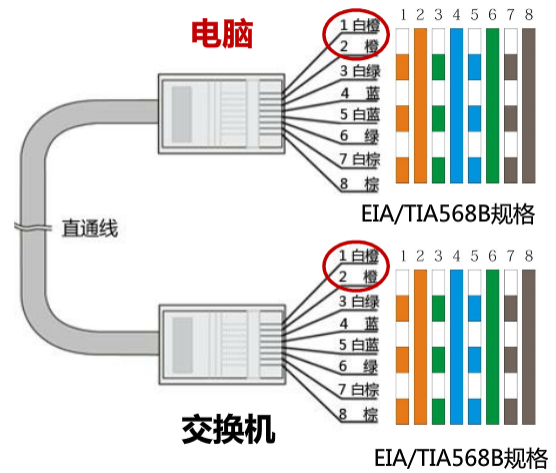 电脑
1 白橙
2 橙
3 白绿
4 蓝
5 白蓝
6 绿
7 白棕
8 棕
1 2 3 4 5 6 7 8
EIA/TIA568B规格
直通线
1 白橙
2 橙
3 白绿
4 蓝
5 白蓝
6 绿
7 白棕
8 棕
1 2 3 4 5 6 7 8
交换机
EIA/TIA568B规格